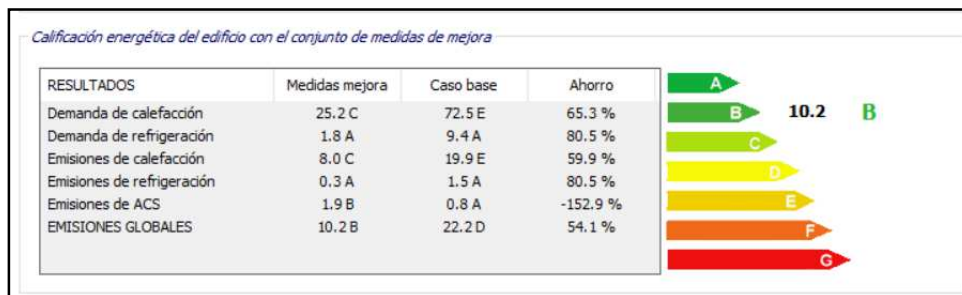 Calificación energética del edificio con el conjunto de medidas de mejora
RESULTADOS Medidas mejora Caso base Ahorro
Demanda de calefacción 25.2 C 72.5 E 65.3 %
Demanda de refrigeración 1.8 A 9.4 A 80.5 %
Emisiones de calefacción 8.0 C 19.9 E 59.9 %
Emisiones de refrigeración 0.3 A 1.5 A 80.5 %
Emisiones de ACS 1.9 B 0.8 A -152.9 %
EMISIONES GLOBALES 10.2 B 22.2 D 54.1 %
A
B 10.2 B
C
D
E
F
G